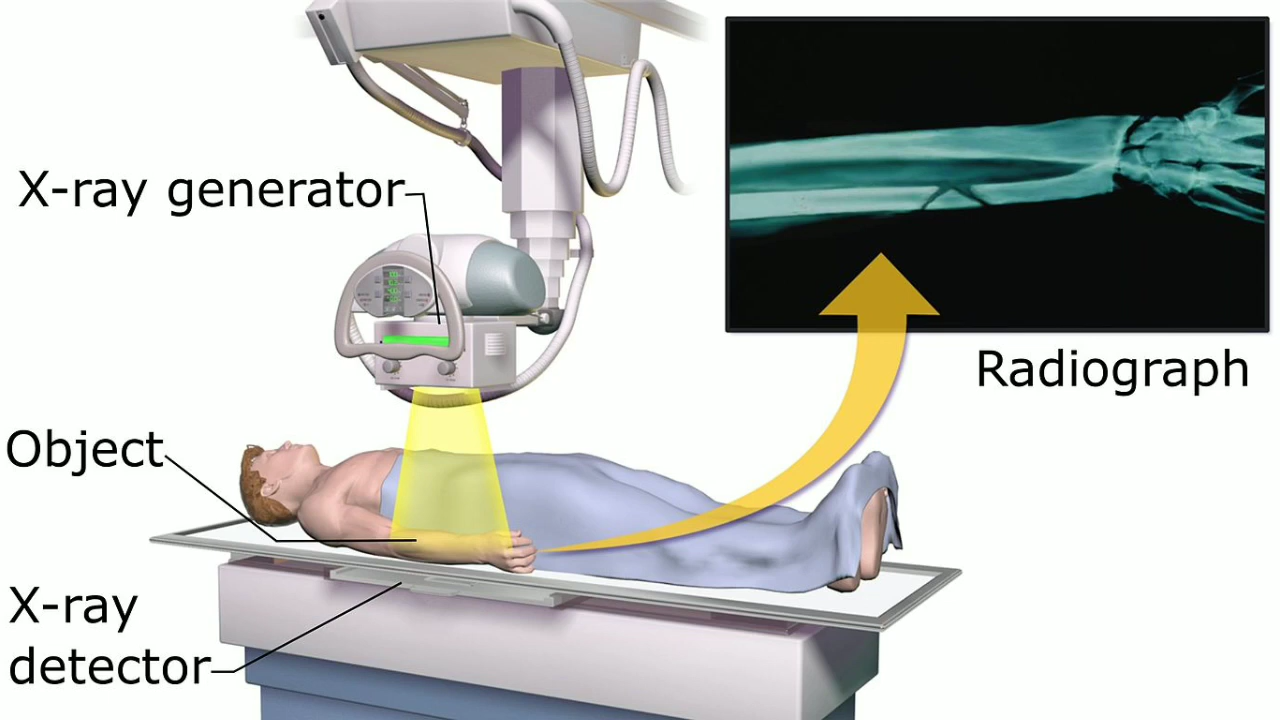 X-ray generator
Radiograph
Object
X-ray
detector